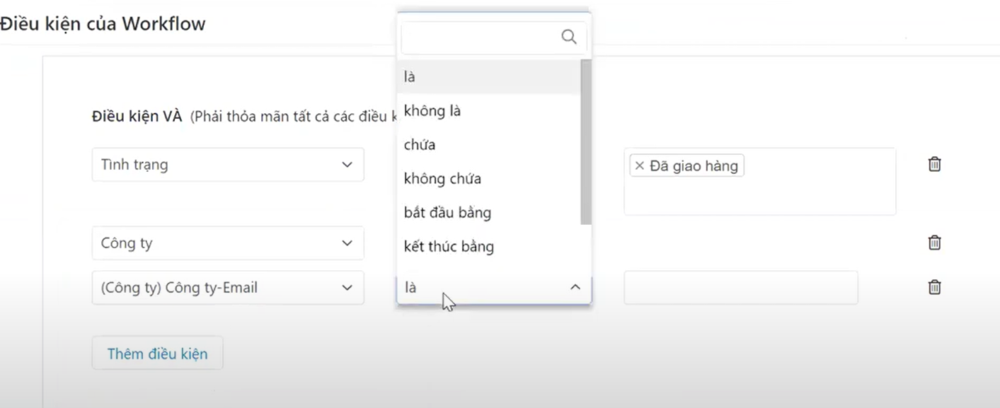 Điều kiện của Workflow
là
không là
Điều kiện VÀ (Phải thỏa mãn tất cả các điều
chứa
Tình trạng
Đã giao hàng
không chứa
bắt đầu bằng
Công ty
kết thúc bằng
(Công ty) Công ty-Email
là
Thêm điều kiện